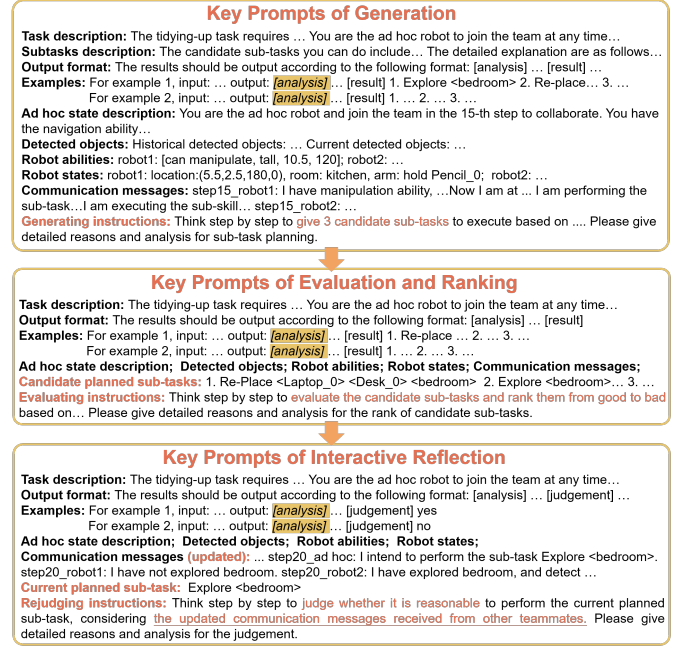 Key Prompts of Generation
Task description: The tidying-up task requires … You are the ad hoc robot to join the team at any time…
Subtasks description: The candidate sub-tasks you can do include… The detailed explanation are as follows…
Output format: The results should be output according to the following format: [analysis] … [result] …
Examples: For example 1, input: … output: [analysis] … [result] 1. Explore <bedroom> 2. Re-place… 3. …
For example 2, input: … output: [analysis] … [result] 1. … 2. … 3. …
Ad hoc state description: You are the ad hoc robot and join the team in the 15-th step to collaborate. You have
the navigation ability…
Detected objects: Historical detected objects: … Current detected objects: …
Robot abilities: robot1: [can manipulate, tall, 10.5, 120]; robot2: …
Robot states: robot1: location:(5.5,2.5,180,0), room: kitchen, arm: hold Pencil_0; robot2: …
Communication messages: step15_robot1: I have manipulation ability, …Now I am at ... I am performing the
sub-task…I am executing the sub-skill… step15_robot2: …
Generating instructions: Think step by step to give 3 candidate sub-tasks to execute based on .... Please give
detailed reasons and analysis for sub-task planning.
Key Prompts of Evaluation and Ranking
Task description: The tidying-up task requires … You are the ad hoc robot to join the team at any time…
Output format: The results should be output according to the following format: [analysis] … [result]
Examples: For example 1, input: … output: [analysis] … [result] 1. Re-place … 2. … 3. …
For example 2, input: … output: [analysis] … [result] 1. … 2. … 3. …
Ad hoc state description; Detected objects; Robot abilities; Robot states; Communication messages;
Candidate planned sub-tasks: 1. Re-Place <Laptop_0> <Desk_0> <bedroom> 2. Explore <bedroom>… 3. …
Evaluating instructions: Think step by step to evaluate the candidate sub-tasks and rank them from good to bad
based on… Please give detailed reasons and analysis for the rank of candidate sub-tasks.
Key Prompts of Interactive Reflection
Task description: The tidying-up task requires … You are the ad hoc robot to join the team at any time…
Output format: The results should be output according to the following format: [analysis] … [judgement] …
Examples: For example 1, input: … output: [analysis] … [judgement] yes
For example 2, input: … output: [analysis] … [judgement] no
Ad hoc state description; Detected objects; Robot abilities; Robot states;
Communication messages (updated): ... step20_ad hoc: I intend to perform the sub-task Explore <bedroom>.
step20_robot1: I have not explored bedroom. step20_robot2: I have explored bedroom, and detect …
Current planned sub-task: Explore <bedroom>
Rejudging instructions: Think step by step to judge whether it is reasonable to perform the current planned
sub-task, considering the updated communication messages received from other teammates. Please give
detailed reasons and analysis for the judgement.